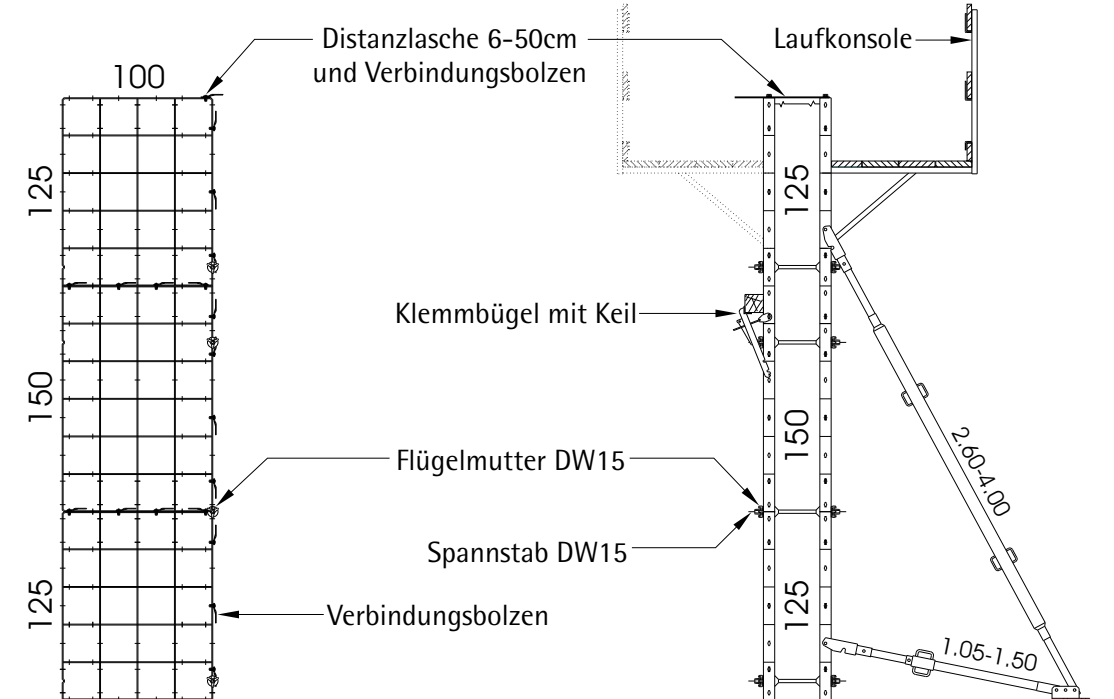 Distanzlasche 6-50cm
und Verbindungsbolzen
Laufkonsole
100
125
125
Klemmbügel mit Keil
150
150
Flügelmutter DW15
2.60-4.00
Spannstab DW15
125
125
Verbindungsbolzen
1.05-1.50